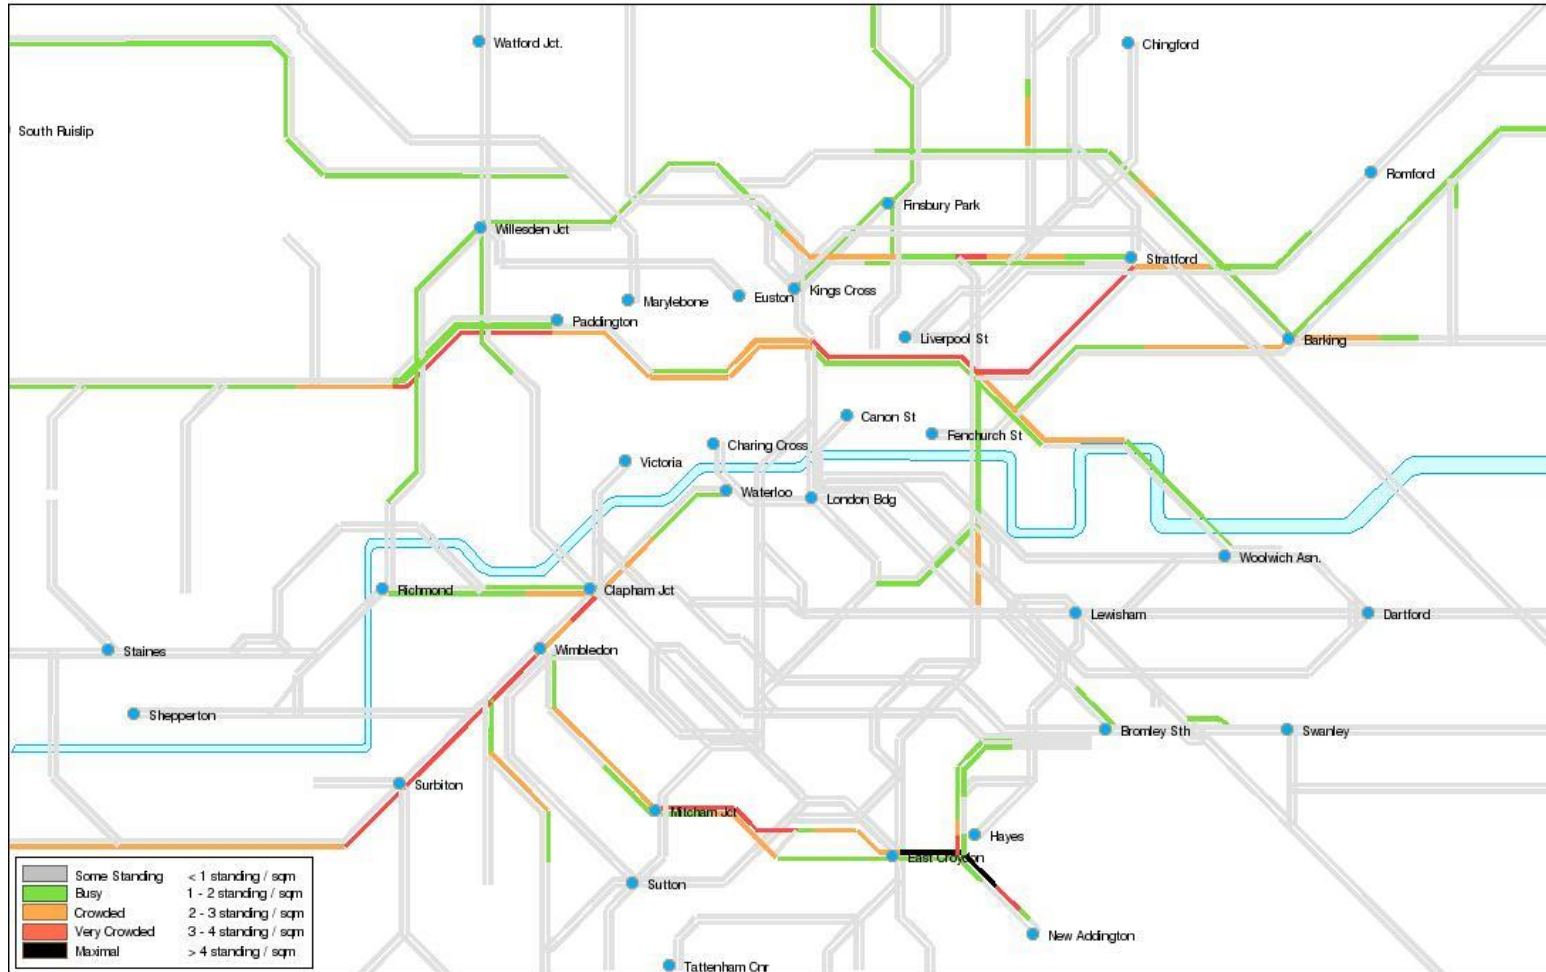 Watford Jct.
Chingford
South Ruislip
Romford
Finsbury Park
Willesden Jct
Stratford
Kings Cross
Euston
Marylebone
Paddington
Liverpool St
Barking
Canon St
Fenchurch St
Charing Cross
Victoria
Waterloo
London Bdg
Woolwich Asn.
Richmond
Clapham Jct
Lewisham
Dartford
Staines
Wimbledon
Shepperton
Bromley Sth
Swanley
Surbiton
Mitcham Jct
Hayes
East Croydon
Sutton
New Addington
Tattenham Cnr
Some Standing < 1 standing / sqm
Busy 1 - 2 standing / sqm
Crowded 2 - 3 standing / sqm
Very Crowded 3 - 4 standing / sqm
Maximal > 4 standing / sqm